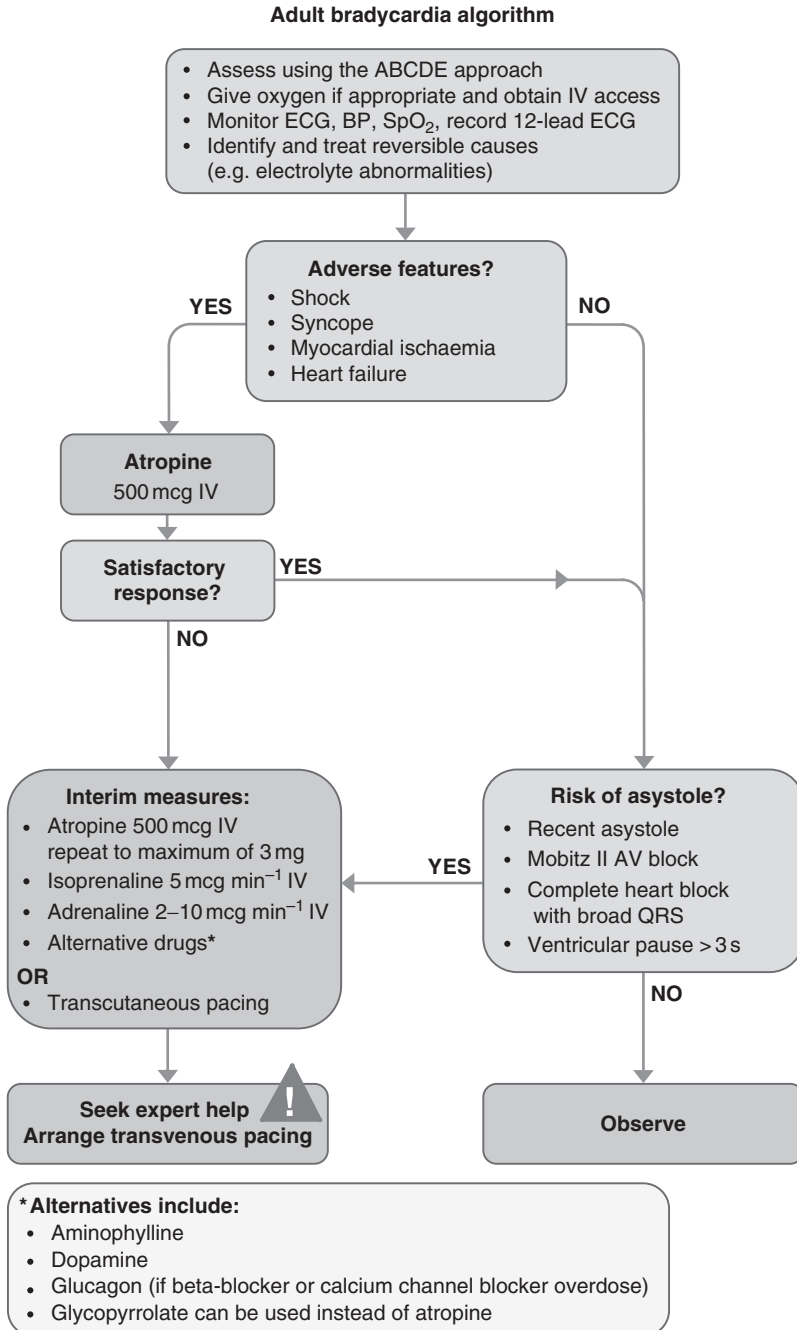 Adult bradycardia algorithm
• Assess using the ABCDE approach
• Give oxygen if appropriate and obtain IV access
• Monitor ECG, BP, SpO₂, record 12-lead ECG
• Identify and treat reversible causes
(e.g. electrolyte abnormalities)
Adverse features?
• Shock
• Syncope
• Myocardial ischaemia
• Heart failure
YES
NO
Atropine
500 mcg IV
Satisfactory
response?
YES
NO
Interim measures:
• Atropine 500 mcg IV
repeat to maximum of 3 mg
• Isoprenaline 5 mcg min⁻¹ IV
• Adrenaline 2–10 mcg min⁻¹ IV
• Alternative drugs*
OR
• Transcutaneous pacing
YES
Risk of asystole?
• Recent asystole
• Mobitz II AV block
• Complete heart block
with broad QRS
• Ventricular pause > 3 s
NO
Seek expert help
Arrange transvenous pacing
!
Observe
*Alternatives include:
• Aminophylline
• Dopamine
• Glucagon (if beta-blocker or calcium channel blocker overdose)
• Glycopyrrolate can be used instead of atropine